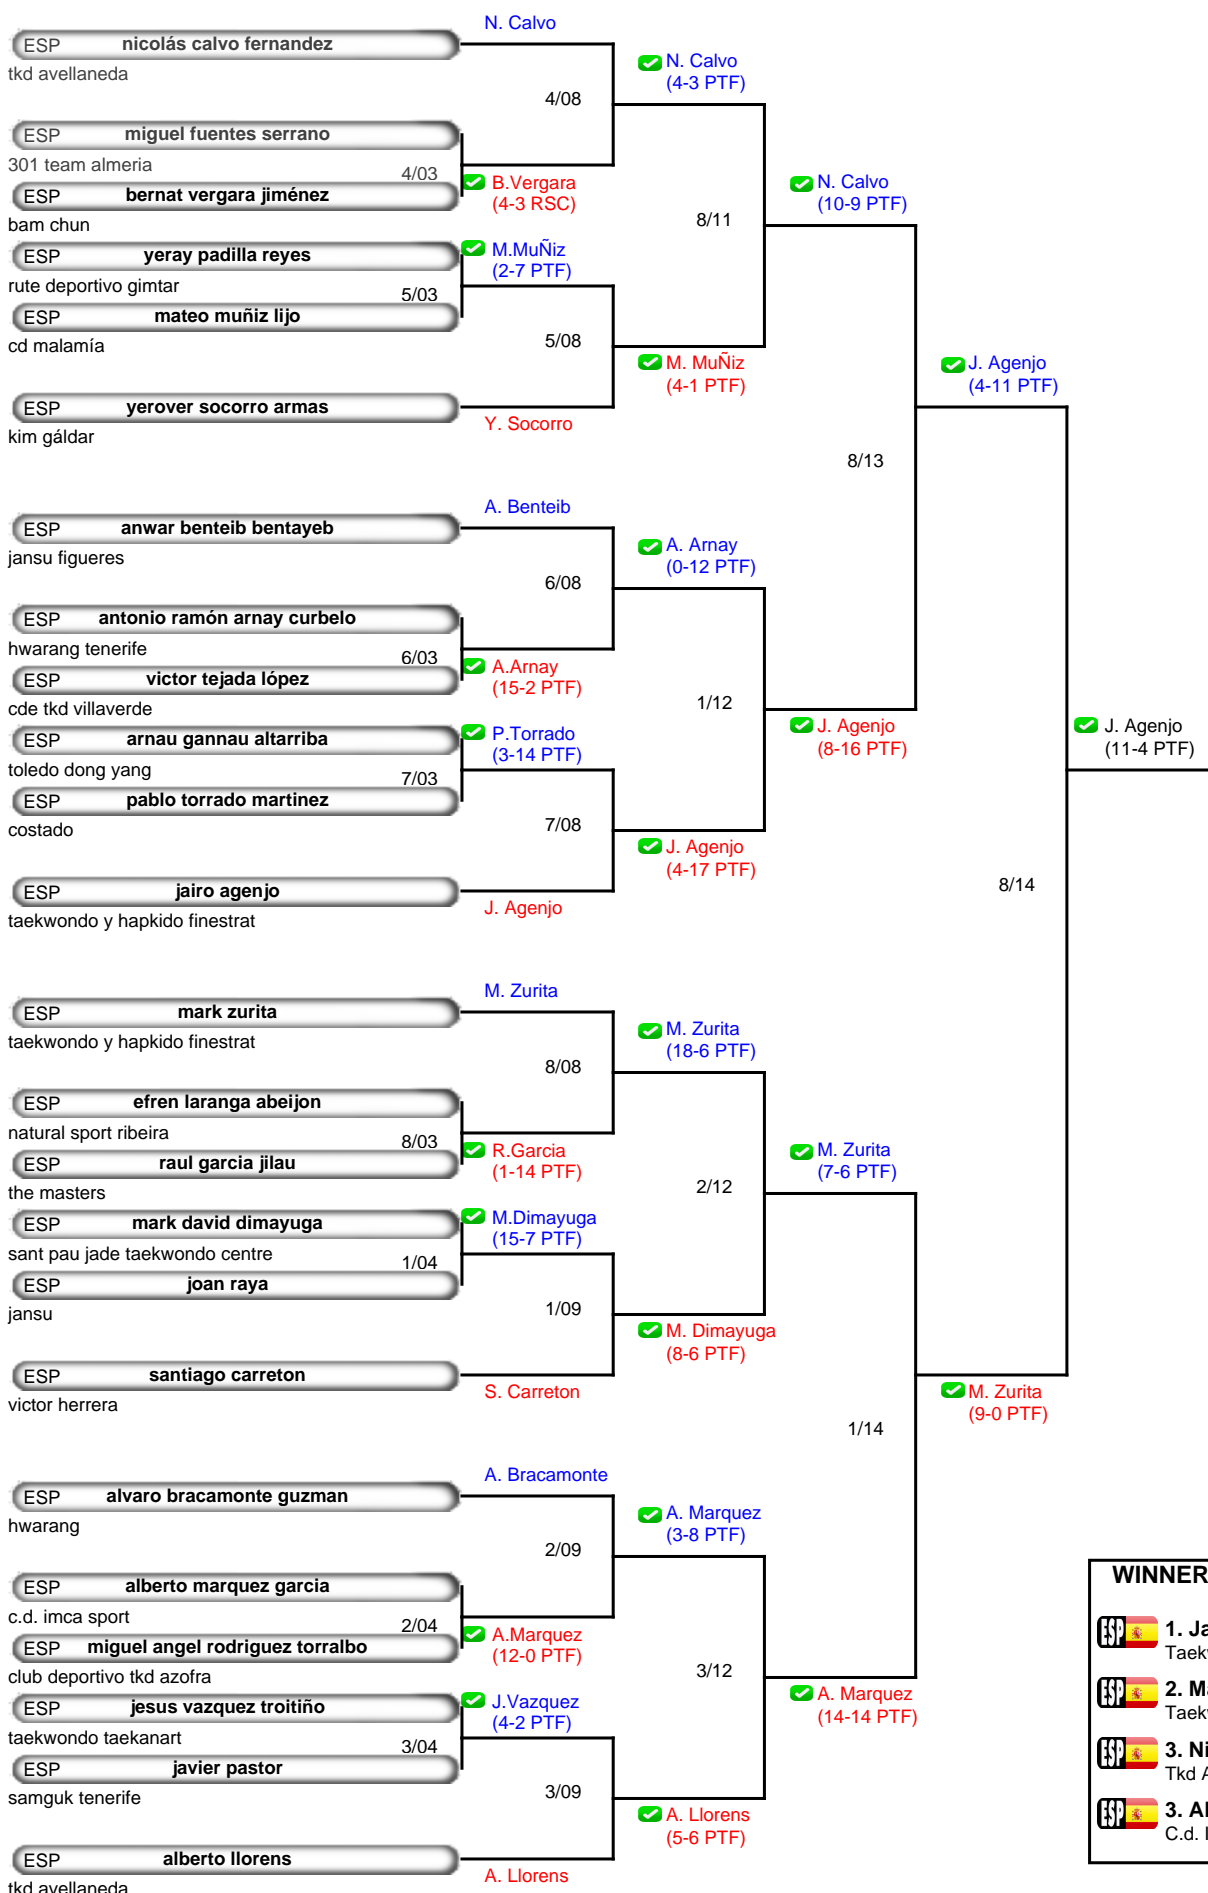 N. Calvo
ESP nicolás calvo fernandez
tkd avellaneda
N. Calvo
(4-3 PTF)
4/08
ESP miguel fuentes serrano
301 team almeria
4/03
B.Vergara
(4-3 RSC)
ESP bernat vergara jiménez
bam chun
N. Calvo
(10-9 PTF)
8/11
ESP yeray padilla reyes
rute deportivo gimtar
M.MuÑiz
(2-7 PTF)
5/03
ESP mateo muñiz lijo
cd malamía
5/08
M. MuÑiz
(4-1 PTF)
J. Agenjo
(4-11 PTF)
ESP yerover socorro armas
kim gáldar
Y. Socorro
8/13
A. Benteib
ESP anwar benteib bentayeb
jansu figueres
A. Arnay
(0-12 PTF)
6/08
ESP antonio ramón arnay curbelo
hwarang tenerife
6/03
A.Arnay
(15-2 PTF)
ESP victor tejada lópez
cde tkd villaverde
1/12
ESP arnau gannau altarriba
toledo dong yang
P.Torrado
(3-14 PTF)
J. Agenjo
(8-16 PTF)
J. Agenjo
(11-4 PTF)
7/03
ESP pablo torrado martinez
costado
7/08
J. Agenjo
(4-17 PTF)
ESP jairo agenjo
taekwondo y hapkido finestrat
J. Agenjo
8/14
M. Zurita
ESP mark zurita
taekwondo y hapkido finestrat
M. Zurita
(18-6 PTF)
8/08
ESP efren laranga abeijon
natural sport ribeira
8/03
R.Garcia
(1-14 PTF)
ESP raul garcia jilau
the masters
M. Zurita
(7-6 PTF)
2/12
ESP mark david dimayuga
sant pau jade taekwondo centre
M.Dimayuga
(15-7 PTF)
1/04
ESP joan raya
jansu
1/09
M. Dimayuga
(8-6 PTF)
ESP santiago carreton
victor herrera
S. Carreton
M. Zurita
(9-0 PTF)
1/14
A. Bracamonte
ESP alvaro bracamonte guzman
hwarang
A. Marquez
(3-8 PTF)
2/09
ESP alberto marquez garcia
c.d. imca sport
2/04
A.Marquez
(12-0 PTF)
ESP miguel angel rodriguez torralbo
club deportivo tkd azofra
3/12
A. Marquez
(14-14 PTF)
ESP jesus vazquez troitiño
taekwondo taekanart
J.Vazquez
(4-2 PTF)
3/04
ESP javier pastor
samguk tenerife
3/09
A. Llorens
(5-6 PTF)
ESP alberto llorens
tkd avellaneda
A. Llorens
WINNER
ESP 1. Ja
Taekw
ESP 2. Ma
Taekw
ESP 3. Ni
Tkd A
ESP 3. Al
C.d. I